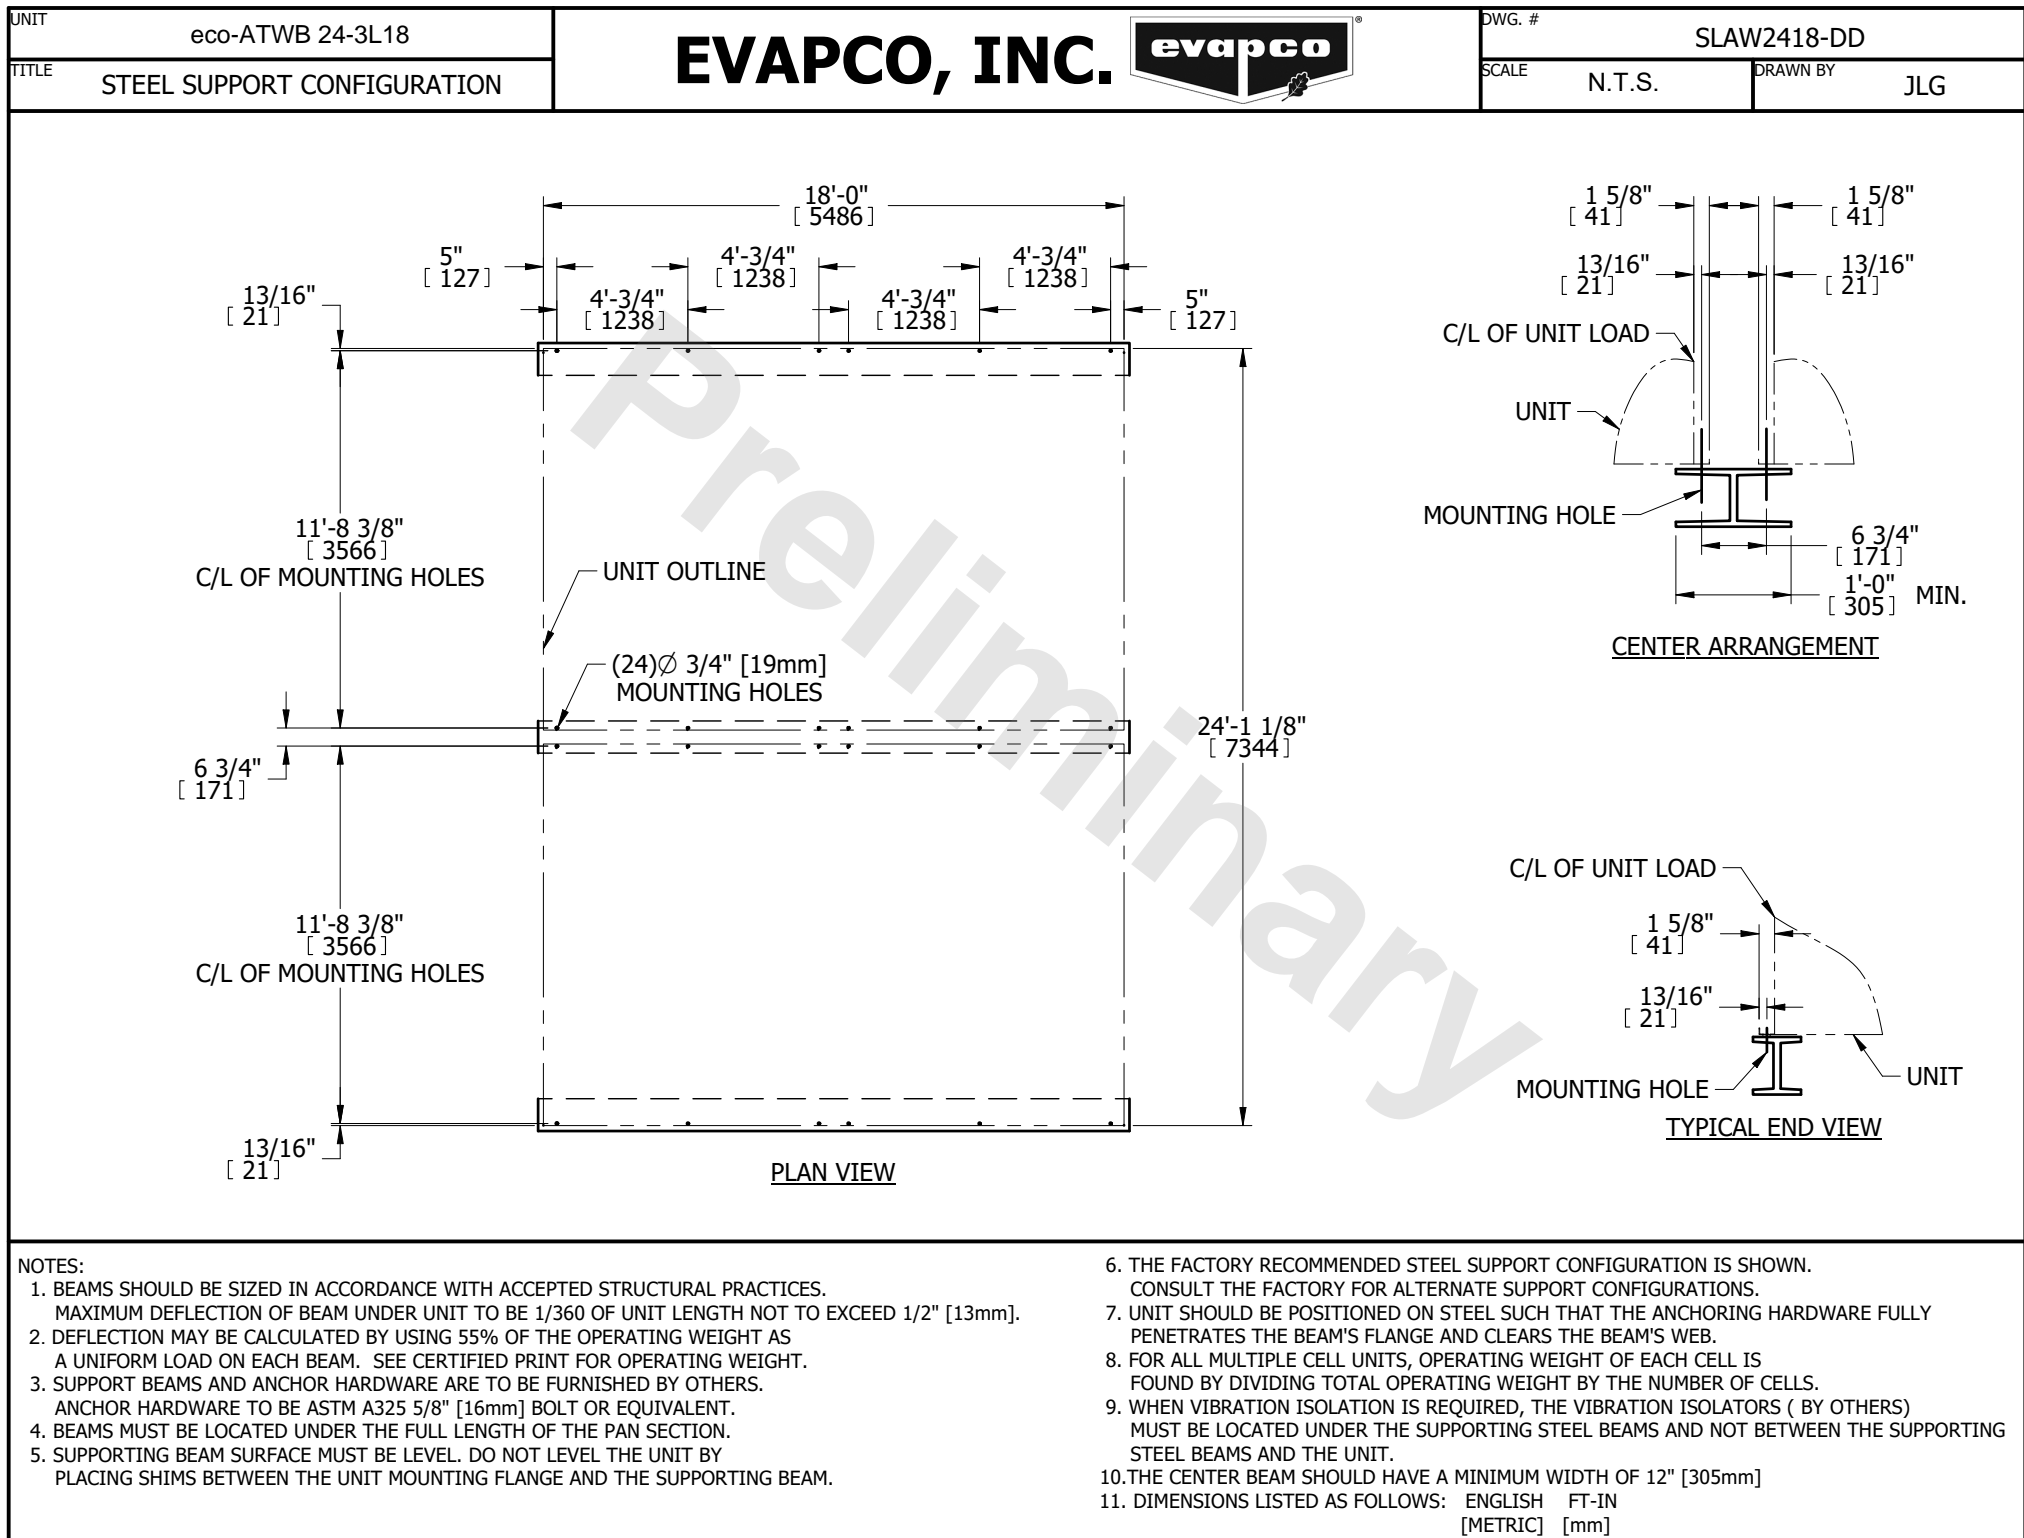 UNIT
eco-ATWB 24-3L18
TITLE
STEEL SUPPORT CONFIGURATION
EVAPCO, INC.
evapco
®
DWG. #
SLAW2418-DD
SCALE
N.T.S.
DRAWN BY
JLG
18'-0"
[ 5486 ]
5"
[ 127 ]
4'-3/4"
[ 1238 ]
4'-3/4"
[ 1238 ]
13/16"
[ 21 ]
4'-3/4"
[ 1238 ]
4'-3/4"
[ 1238 ]
5"
[ 127 ]
11'-8 3/8"
[ 3566 ]
C/L OF MOUNTING HOLES
UNIT OUTLINE
(24)Ø 3/4" [19mm]
MOUNTING HOLES
6 3/4"
[ 171 ]
24'-1 1/8"
[ 7344 ]
11'-8 3/8"
[ 3566 ]
C/L OF MOUNTING HOLES
13/16"
[ 21 ]
PLAN VIEW
Preliminary
1 5/8"
[ 41 ]
1 5/8"
[ 41 ]
13/16"
[ 21 ]
13/16"
[ 21 ]
C/L OF UNIT LOAD
UNIT
MOUNTING HOLE
6 3/4"
[ 171 ]
1'-0"
[ 305 ] MIN.
CENTER ARRANGEMENT
C/L OF UNIT LOAD
1 5/8"
[ 41 ]
13/16"
[ 21 ]
MOUNTING HOLE
UNIT
TYPICAL END VIEW
NOTES:
1. BEAMS SHOULD BE SIZED IN ACCORDANCE WITH ACCEPTED STRUCTURAL PRACTICES.
MAXIMUM DEFLECTION OF BEAM UNDER UNIT TO BE 1/360 OF UNIT LENGTH NOT TO EXCEED 1/2" [13mm].
2. DEFLECTION MAY BE CALCULATED BY USING 55% OF THE OPERATING WEIGHT AS
A UNIFORM LOAD ON EACH BEAM. SEE CERTIFIED PRINT FOR OPERATING WEIGHT.
3. SUPPORT BEAMS AND ANCHOR HARDWARE ARE TO BE FURNISHED BY OTHERS.
ANCHOR HARDWARE TO BE ASTM A325 5/8" [16mm] BOLT OR EQUIVALENT.
4. BEAMS MUST BE LOCATED UNDER THE FULL LENGTH OF THE PAN SECTION.
5. SUPPORTING BEAM SURFACE MUST BE LEVEL. DO NOT LEVEL THE UNIT BY
PLACING SHIMS BETWEEN THE UNIT MOUNTING FLANGE AND THE SUPPORTING BEAM.
6. THE FACTORY RECOMMENDED STEEL SUPPORT CONFIGURATION IS SHOWN.
CONSULT THE FACTORY FOR ALTERNATE SUPPORT CONFIGURATIONS.
7. UNIT SHOULD BE POSITIONED ON STEEL SUCH THAT THE ANCHORING HARDWARE FULLY
PENETRATES THE BEAM'S FLANGE AND CLEARS THE BEAM'S WEB.
8. FOR ALL MULTIPLE CELL UNITS, OPERATING WEIGHT OF EACH CELL IS
FOUND BY DIVIDING TOTAL OPERATING WEIGHT BY THE NUMBER OF CELLS.
9. WHEN VIBRATION ISOLATION IS REQUIRED, THE VIBRATION ISOLATORS ( BY OTHERS)
MUST BE LOCATED UNDER THE SUPPORTING STEEL BEAMS AND NOT BETWEEN THE SUPPORTING
STEEL BEAMS AND THE UNIT.
10.THE CENTER BEAM SHOULD HAVE A MINIMUM WIDTH OF 12" [305mm]
11. DIMENSIONS LISTED AS FOLLOWS: ENGLISH FT-IN
[METRIC] [mm]